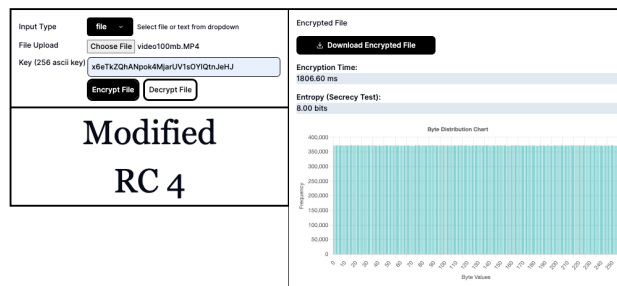 Input Type
file
Select file or text from dropdown
File Upload
Choose File video100mb.MP4
Key (256 ascii key)
x6eTkZQhANpok4MjarUV1sOYlQtnJeHJ
Encrypt File
Decrypt File
Modified
RC 4
Encrypted File
Download Encrypted File
Encryption Time:
1806.60 ms
Entropy (Secrecy Test):
8.00 bits
Byte Distribution Chart
Frequency
400,000
350,000
300,000
250,000
200,000
150,000
100,000
50,000
0
0 10 20 30 40 50 60 70 80 90 100 110 120 130 140 150 160 170 180 190 200 210 220 230 240 250
Byte Values